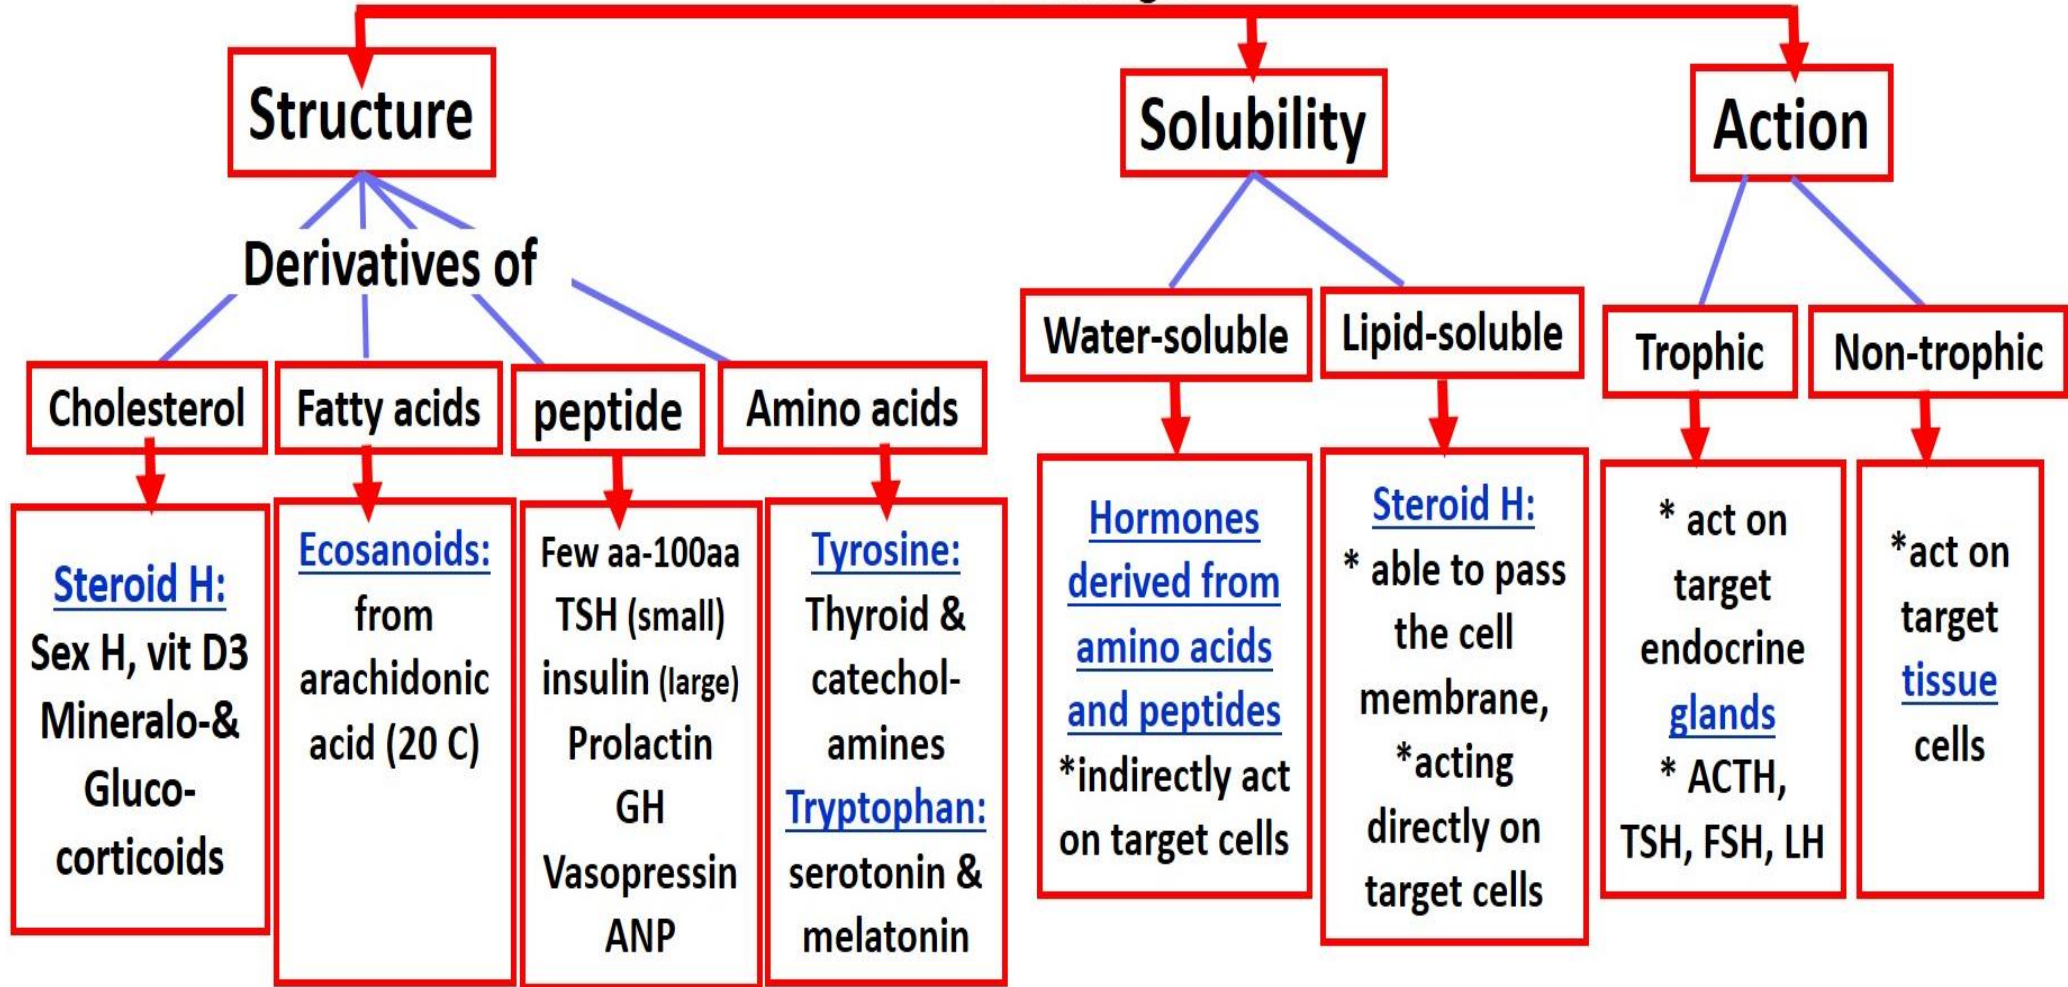 Structure
Solubility
Action
Derivatives of
Cholesterol
Fatty acids
peptide
Amino acids
Water-soluble
Lipid-soluble
Trophic
Non-trophic
Steroid H:
Sex H, vit D3
Mineralo-&
Gluco-
corticoids
Ecosanoids:
from
arachidonic
acid (20 C)
Few aa-100aa
TSH (small)
insulin (large)
Prolactin
GH
Vasopressin
ANP
Tyrosine:
Thyroid &
catechol-
amines
Tryptophan:
serotonin &
melatonin
Hormones
derived from
amino acids
and peptides
*indirectly act
on target cells
Steroid H:
* able to pass
the cell
membrane,
*acting
directly on
target cells
* act on
target
endocrine
glands
* ACTH,
TSH, FSH, LH
*act on
target
tissue
cells